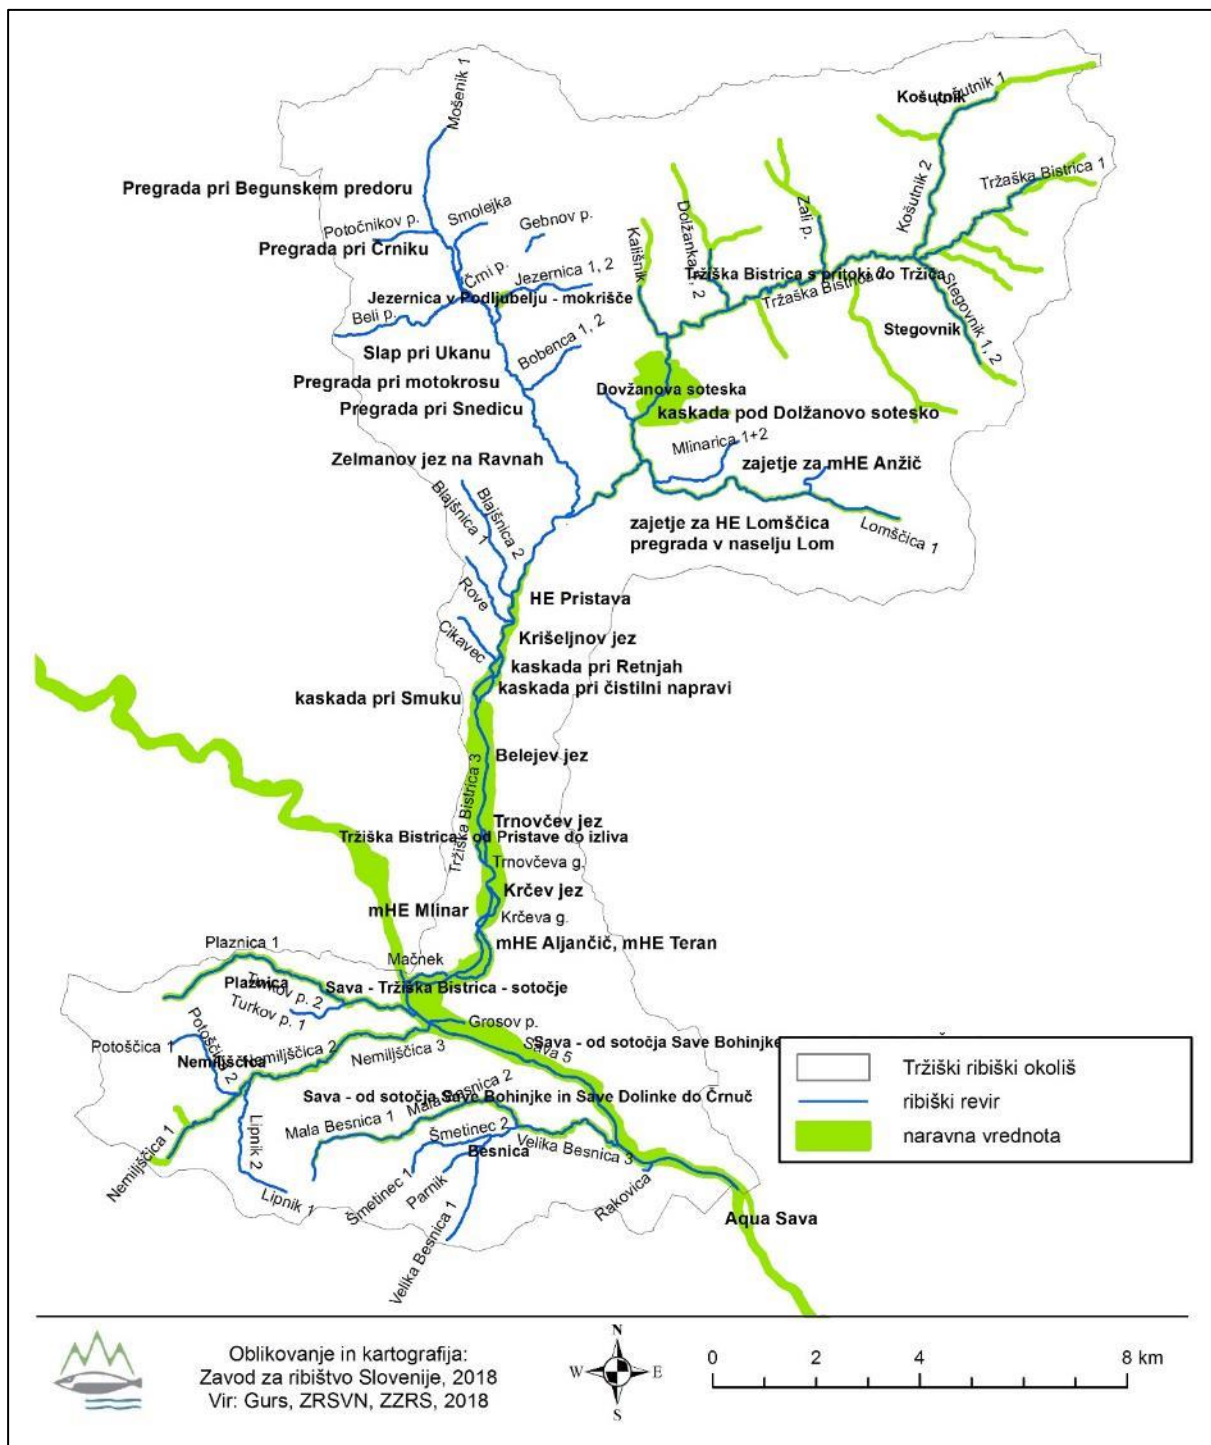 Mošenik 1
Košutnik
Košutnik 1
Pregrada pri Begunskem predoru
Košutnik 2
Tržaška Bistrica 1
Potočnikov p.
Smolejka
Gebnov p.
Pregrada pri Črniku
Črni p.
Jezernica 1, 2
Kališnik
Dolžanka 1, 2
Zali p.
Tržiška Bistrica s pritoki do Tržiča
Tržaška Bistrica 2
Jezernica v Podljubelju - mokrišče
Beli p.
Stegovnik
Stegovnik 1, 2
Slap pri Ukanu
Bobenca 1, 2
Pregrada pri motokrosu
Dovžanova soteska
Pregrada pri Snedicu
kaskada pod Dolžanovo sotesko
Mlinarica 1+2
Zelmanov jez na Ravnah
zajetje za mHE Anžič
Blajšnica 1
Blajšnica 2
zajetje za HE Lomščica
pregrada v naselju Lom
Lomščica 1
Rove
HE Pristava
Cikavec
Krišeljnov jez
kaskada pri Retnjah
kaskada pri čistilni napravi
kaskada pri Smuku
Belejev jez
Tržiška Bistrica 3
Trnovčev jez
Tržiška Bistrica - od Pristave do izliva
Trnovčeva g.
Krčev jez
mHE Mlinar
Krčeva g.
mHE Aljančič, mHE Teran
Plaznica 1
Mačnek
Plaznica
Turkov p. 2
Sava - Tržiška Bistrica - sotočje
Turkov p. 1
Grosov p.
Potoščica 1
Potoščica 2
Nemiljščica
Nemiljščica 2
Nemiljščica 3
Sava 5
Sava - od sotočja Save Bohinjke
Sava - od sotočja Save Bohinjke in Save Dolinke do Črnuč
Mala Besnica 2
Mala Besnica 1
Šmetinec 2
Velika Besnica 3
Besnica
Nemiljščica 1
Lipnik 2
Lipnik 1
Šmetinec 1
Parnik
Velika Besnica 1
Rakovica
Aqua Sava
Tržiški ribiški okoliš
ribiški revir
naravna vrednota
Oblikovanje in kartografija:
Zavod za ribištvo Slovenije, 2018
Vir: Gurs, ZRSVN, ZZRS, 2018
N
W E
S
0 2 4 8 km